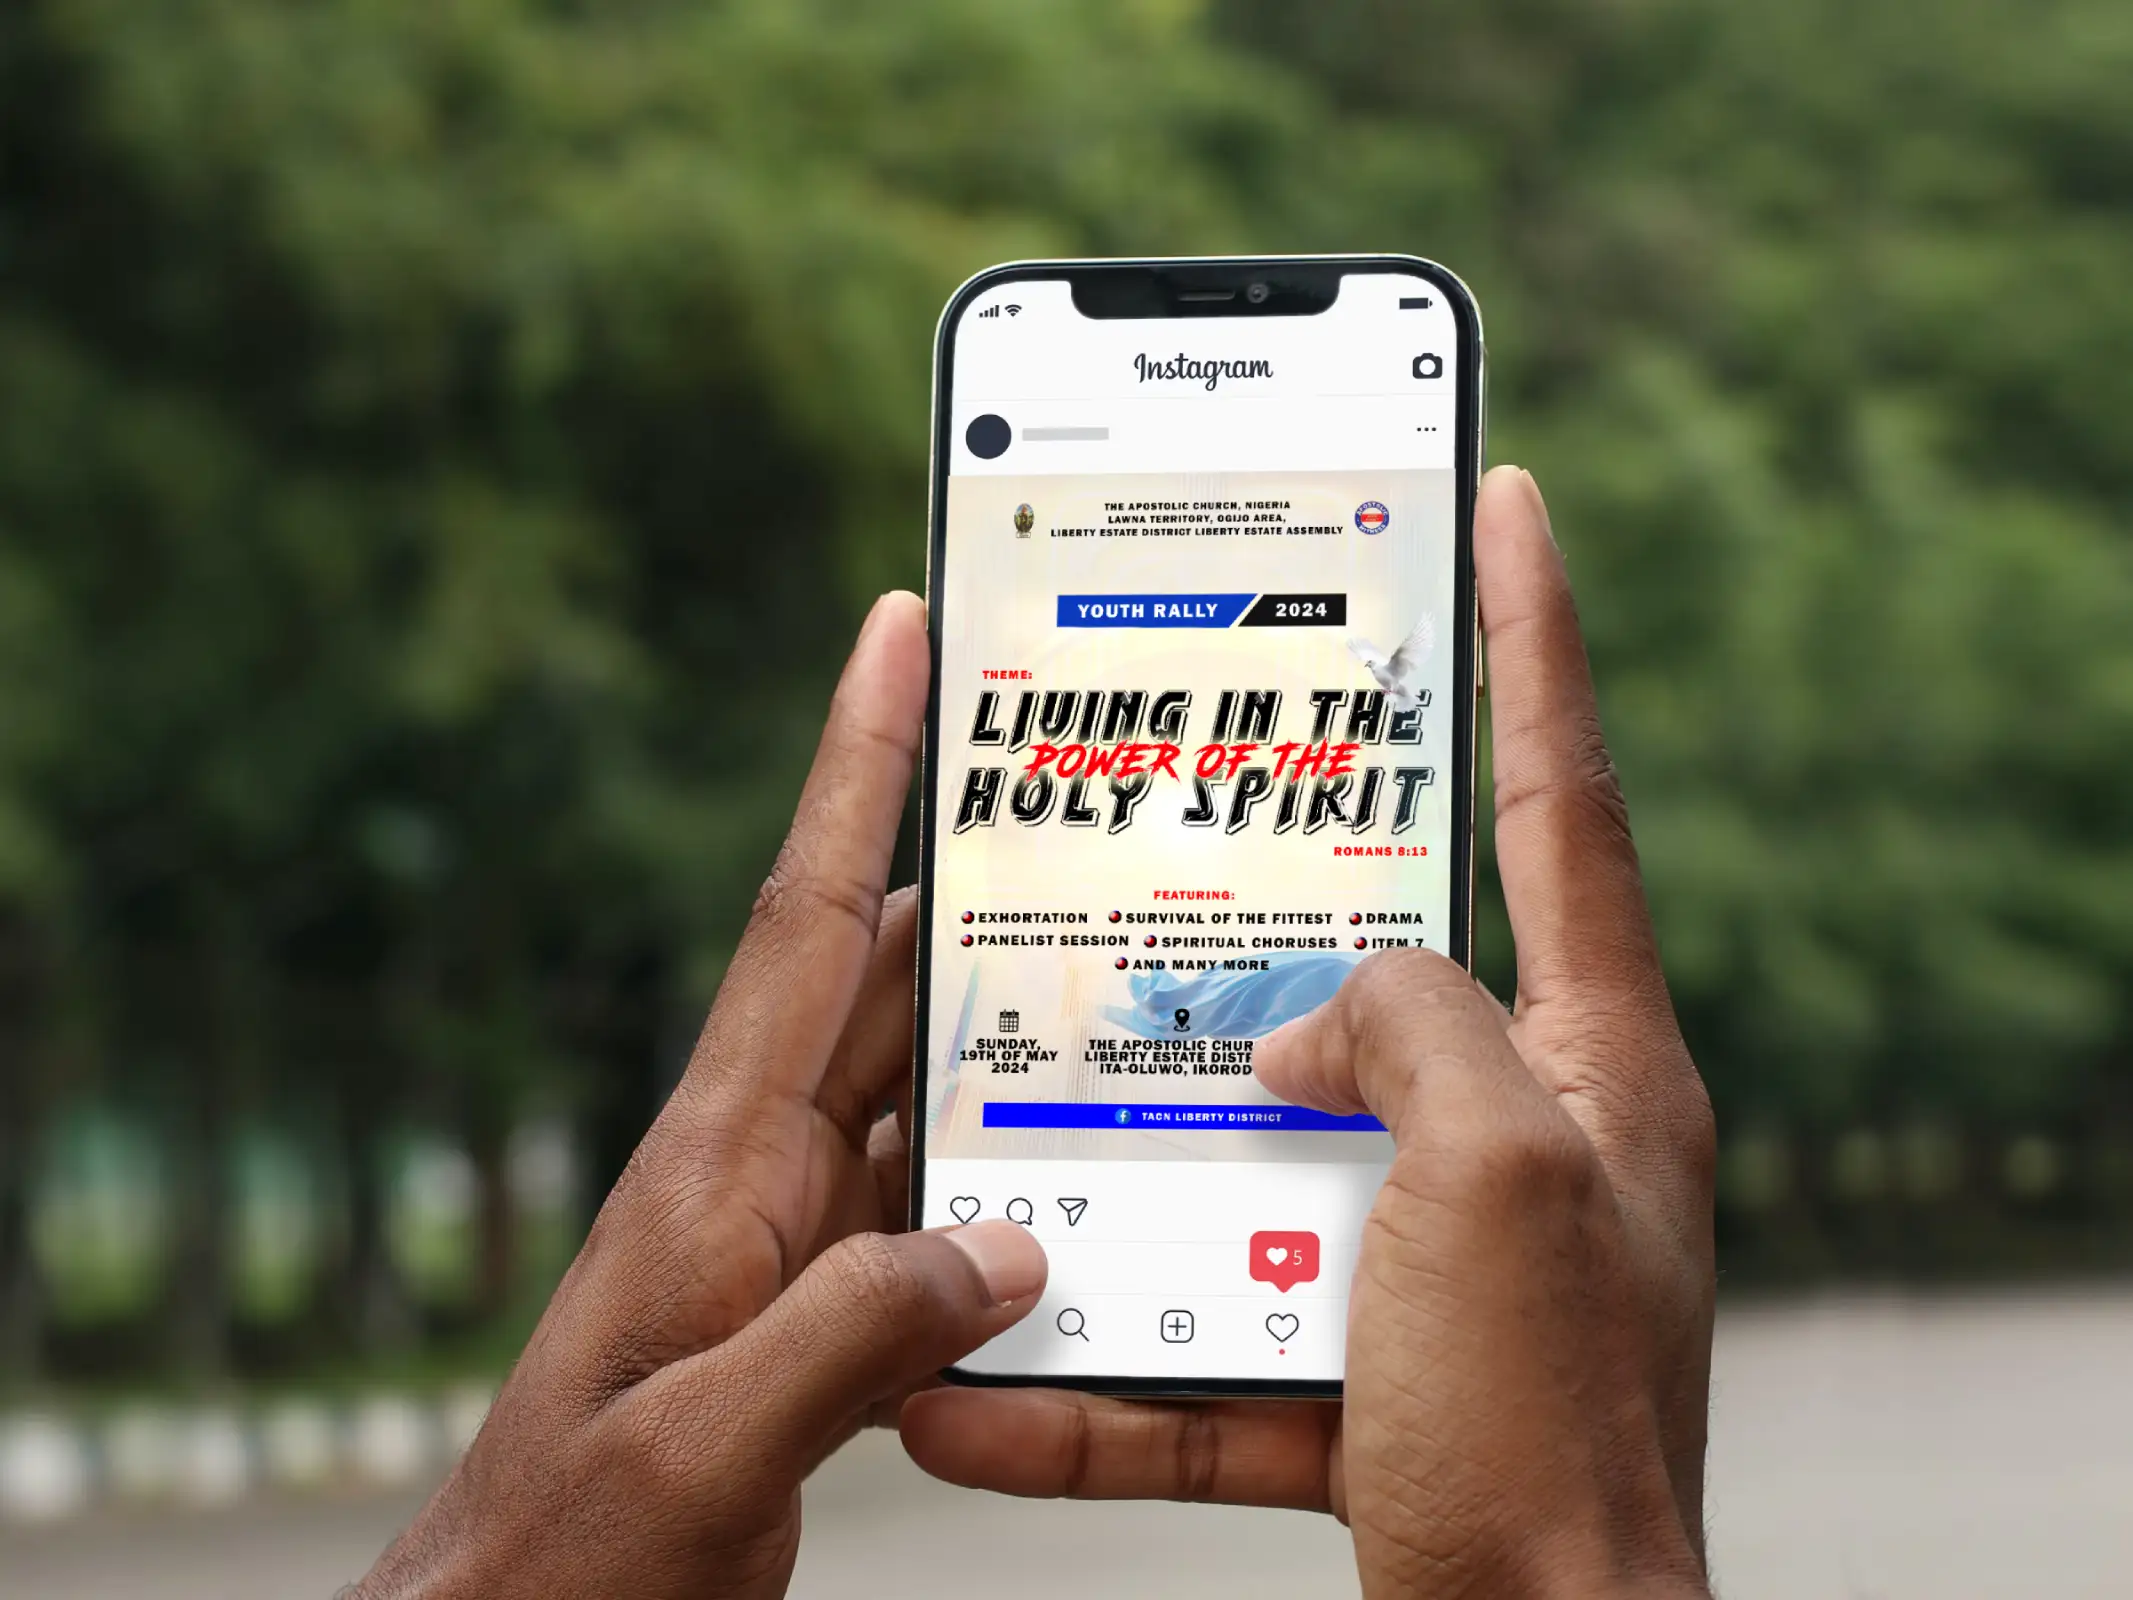 Instagram
THE APOSTOLIC CHURCH, NIGERIA
LAWNA TERRITORY, OGIJO AREA,
LIBERTY ESTATE DISTRICT LIBERTY ESTATE ASSEMBLY
YOUTH RALLY 2024
THEME:
LIVING IN THE
POWER OF THE
HOLY SPIRIT
ROMANS 8:13
FEATURING:
EXHORTATION SURVIVAL OF THE FITTEST DRAMA
PANELIST SESSION SPIRITUAL CHORUSES ITEM 7
AND MANY MORE
SUNDAY,
19TH OF MAY
2024
THE APOSTOLIC CHUR
LIBERTY ESTATE DISTR
ITA-OLUWO, IKOROD
TACN LIBERTY DISTRICT
5